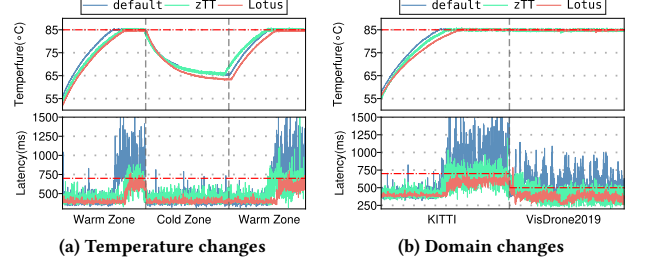 default zTT Lotus
default zTT Lotus
Temperfure(∘C)
85
75
65
55
Temperfure(∘C)
85
75
65
55
Latency(ms)
1500
1250
1000
750
500
Latency(ms)
1500
1250
1000
750
500
250
Warm Zone Cold Zone Warm Zone
KITTI VisDrone2019
(a) Temperature changes
(b) Domain changes